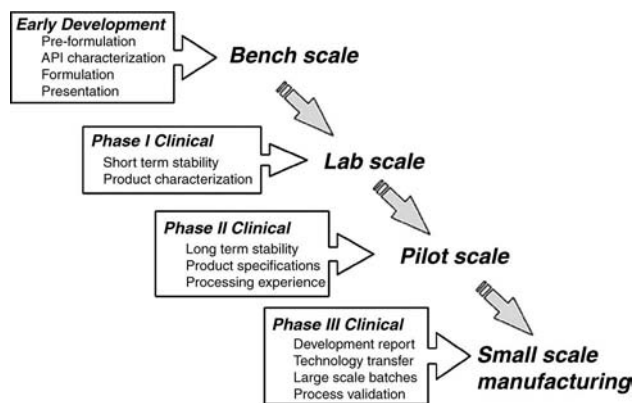 Early Development
Pre-formulation
API characterization
Formulation
Presentation
Bench scale
Phase I Clinical
Short term stability
Product characterization
Lab scale
Phase II Clinical
Long term stability
Product specifications
Processing experience
Pilot scale
Phase III Clinical
Development report
Technology transfer
Large scale batches
Process validation
Small scale
manufacturing